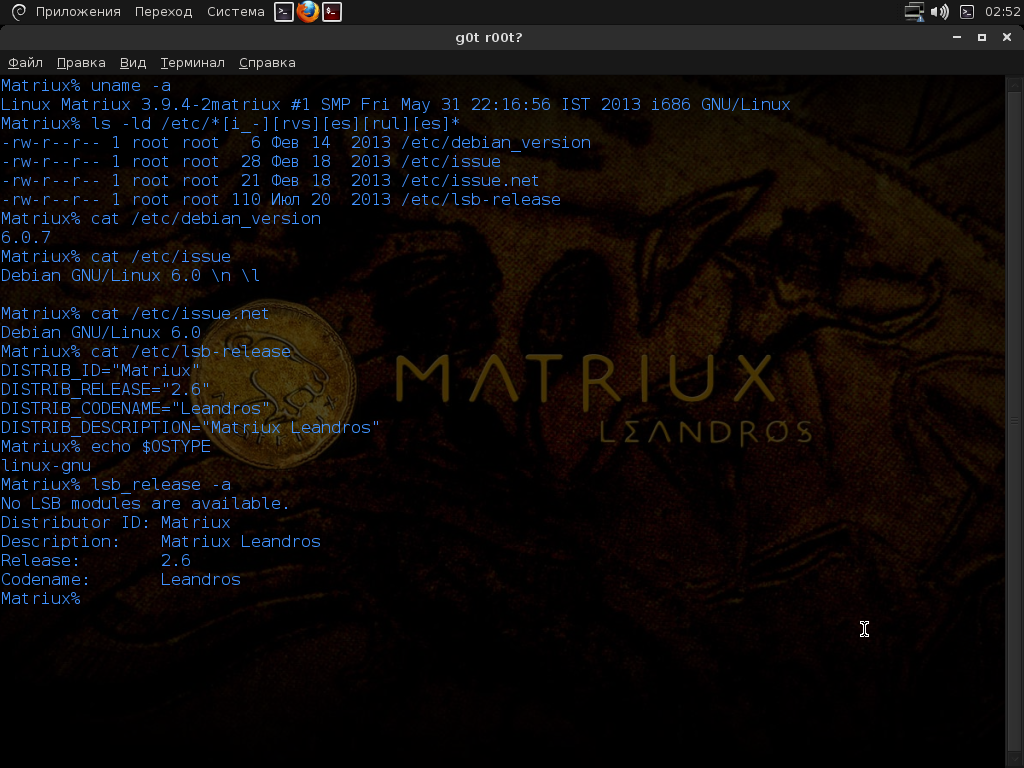 Приложения Переход Система 02:52
g0t r00t?
Файл Правка Вид Терминал Справка
Matriux% uname -a
Linux Matriux 3.9.4-2matriux #1 SMP Fri May 31 22:16:56 IST 2013 i686 GNU/Linux
Matriux% ls -ld /etc/*[i_-][rvs][es][rul][es]*
-rw-r--r-- 1 root root   6 Фев 14  2013 /etc/debian_version
-rw-r--r-- 1 root root  28 Фев 18  2013 /etc/issue
-rw-r--r-- 1 root root  21 Фев 18  2013 /etc/issue.net
-rw-r--r-- 1 root root 110 Июл 20  2013 /etc/lsb-release
Matriux% cat /etc/debian_version
6.0.7
Matriux% cat /etc/issue
Debian GNU/Linux 6.0 \n \l
Matriux% cat /etc/issue.net
Debian GNU/Linux 6.0
Matriux% cat /etc/lsb-release
DISTRIB_ID="Matriux"
DISTRIB_RELEASE="2.6"
DISTRIB_CODENAME="Leandros"
DISTRIB_DESCRIPTION="Matriux Leandros"
Matriux% echo $OSTYPE
linux-gnu
Matriux% lsb_release -a
No LSB modules are available.
Distributor ID: Matriux
Description:    Matriux Leandros
Release:        2.6
Codename:       Leandros
Matriux%
MATRIUX
LEANDROS